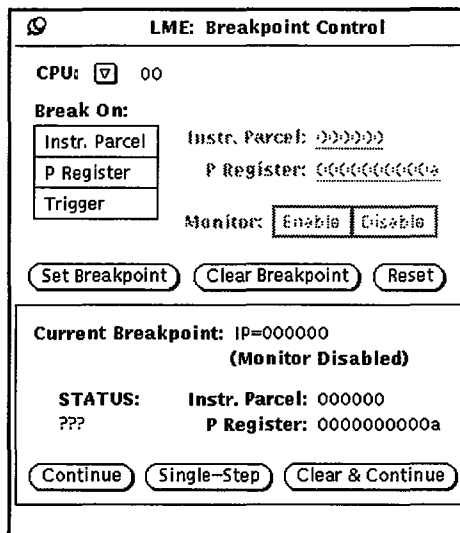 LME: Breakpoint Control
CPU: 00
Break On:
Instr. Parcel
P Register
Trigger
Instr. Parcel: 000000
P Register: 0000000000a
Monitor: Enable Disable
Set Breakpoint Clear Breakpoint Reset
Current Breakpoint: IP=000000
(Monitor Disabled)
STATUS: Instr. Parcel: 000000
??? P Register: 0000000000a
Continue Single-Step Clear & Continue